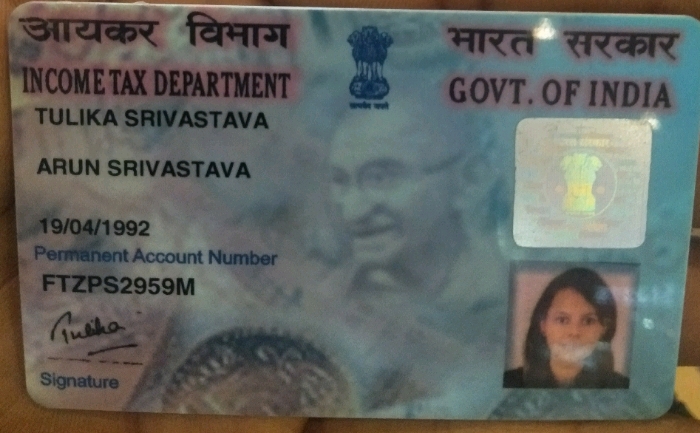 आयकर विभाग
भारत सरकार
INCOME TAX DEPARTMENT
GOVT. OF INDIA
TULIKA SRIVASTAVA
ARUN SRIVASTAVA
19/04/1992
Permanent Account Number
FTZPS2959M
Tulika
Signature